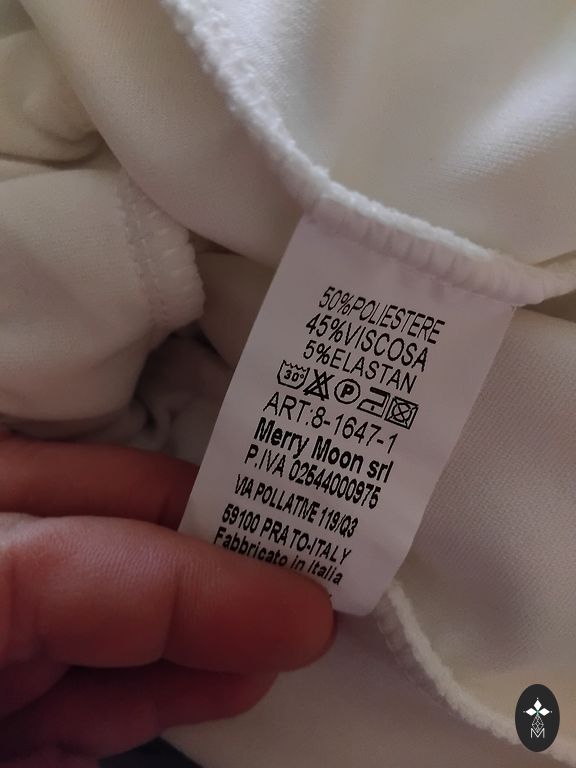 50%POLIESTERE
45%VISCOSA
5%ELASTAN
30° P
ART:8-1647-1
Merry Moon srl
P.IVA 02544000975
VIA POLLATIVE 119/Q3
59100 PRATO-ITALY
Fabbricato in Italia
M